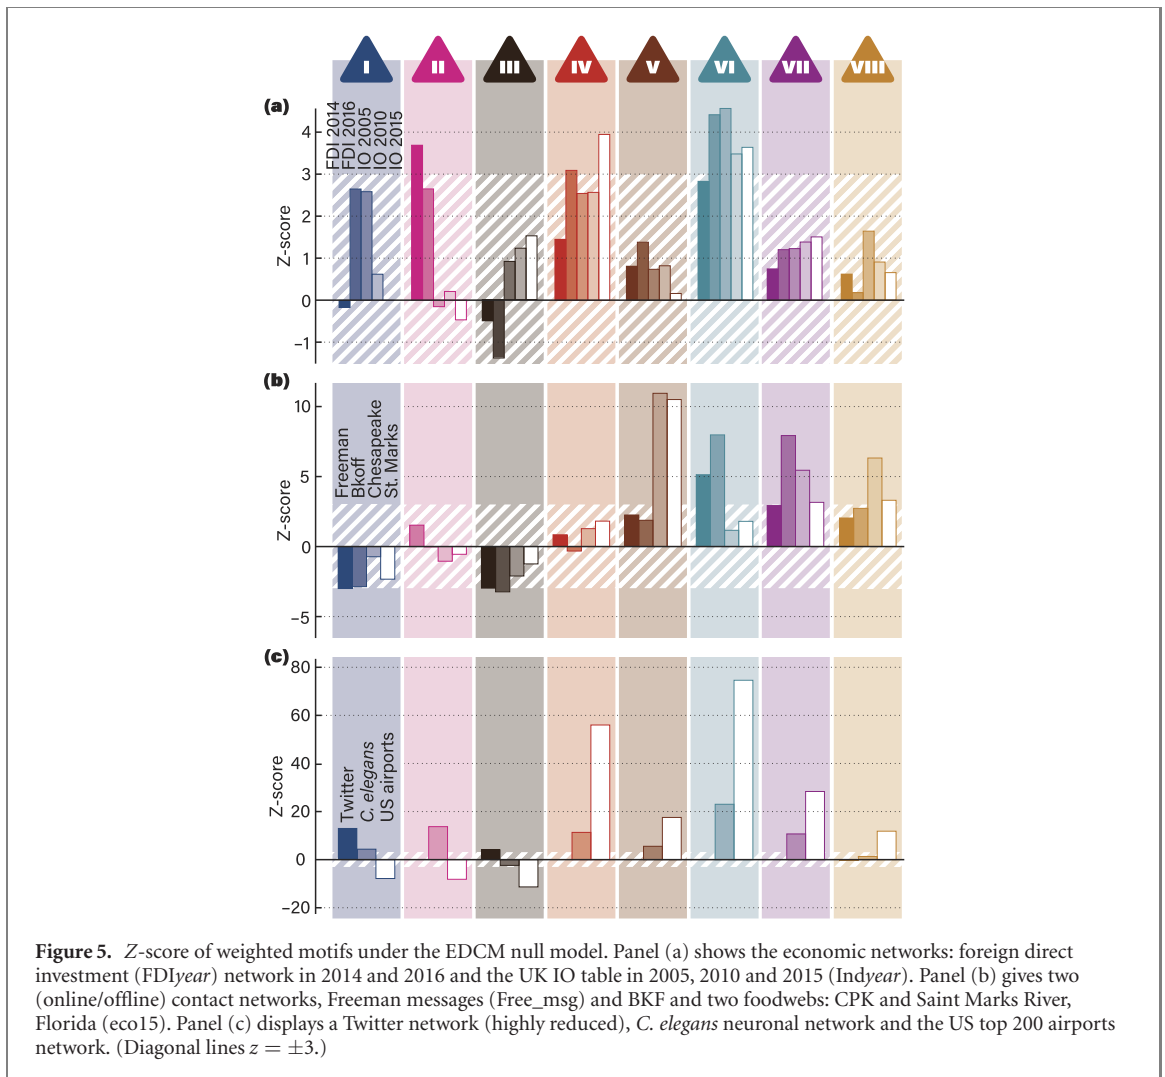 I II III IV V VI VII VIII
(a)
FDI 2014
FDI 2016
IO 2005
IO 2010
IO 2015
4
3
2
1
0
−1
Z-score
(b)
Freeman
Bkoff
Chesapeake
St. Marks
10
5
0
−5
Z-score
(c)
Twitter
C. elegans
US airports
80
60
40
20
0
−20
Z-score
Figure 5. Z-score of weighted motifs under the EDCM null model. Panel (a) shows the economic networks: foreign direct
investment (FDIyear) network in 2014 and 2016 and the UK IO table in 2005, 2010 and 2015 (Indyear). Panel (b) gives two
(online/offline) contact networks, Freeman messages (Free_msg) and BKF and two foodwebs: CPK and Saint Marks River,
Florida (eco15). Panel (c) displays a Twitter network (highly reduced), C. elegans neuronal network and the US top 200 airports
network. (Diagonal lines z = ±3.)